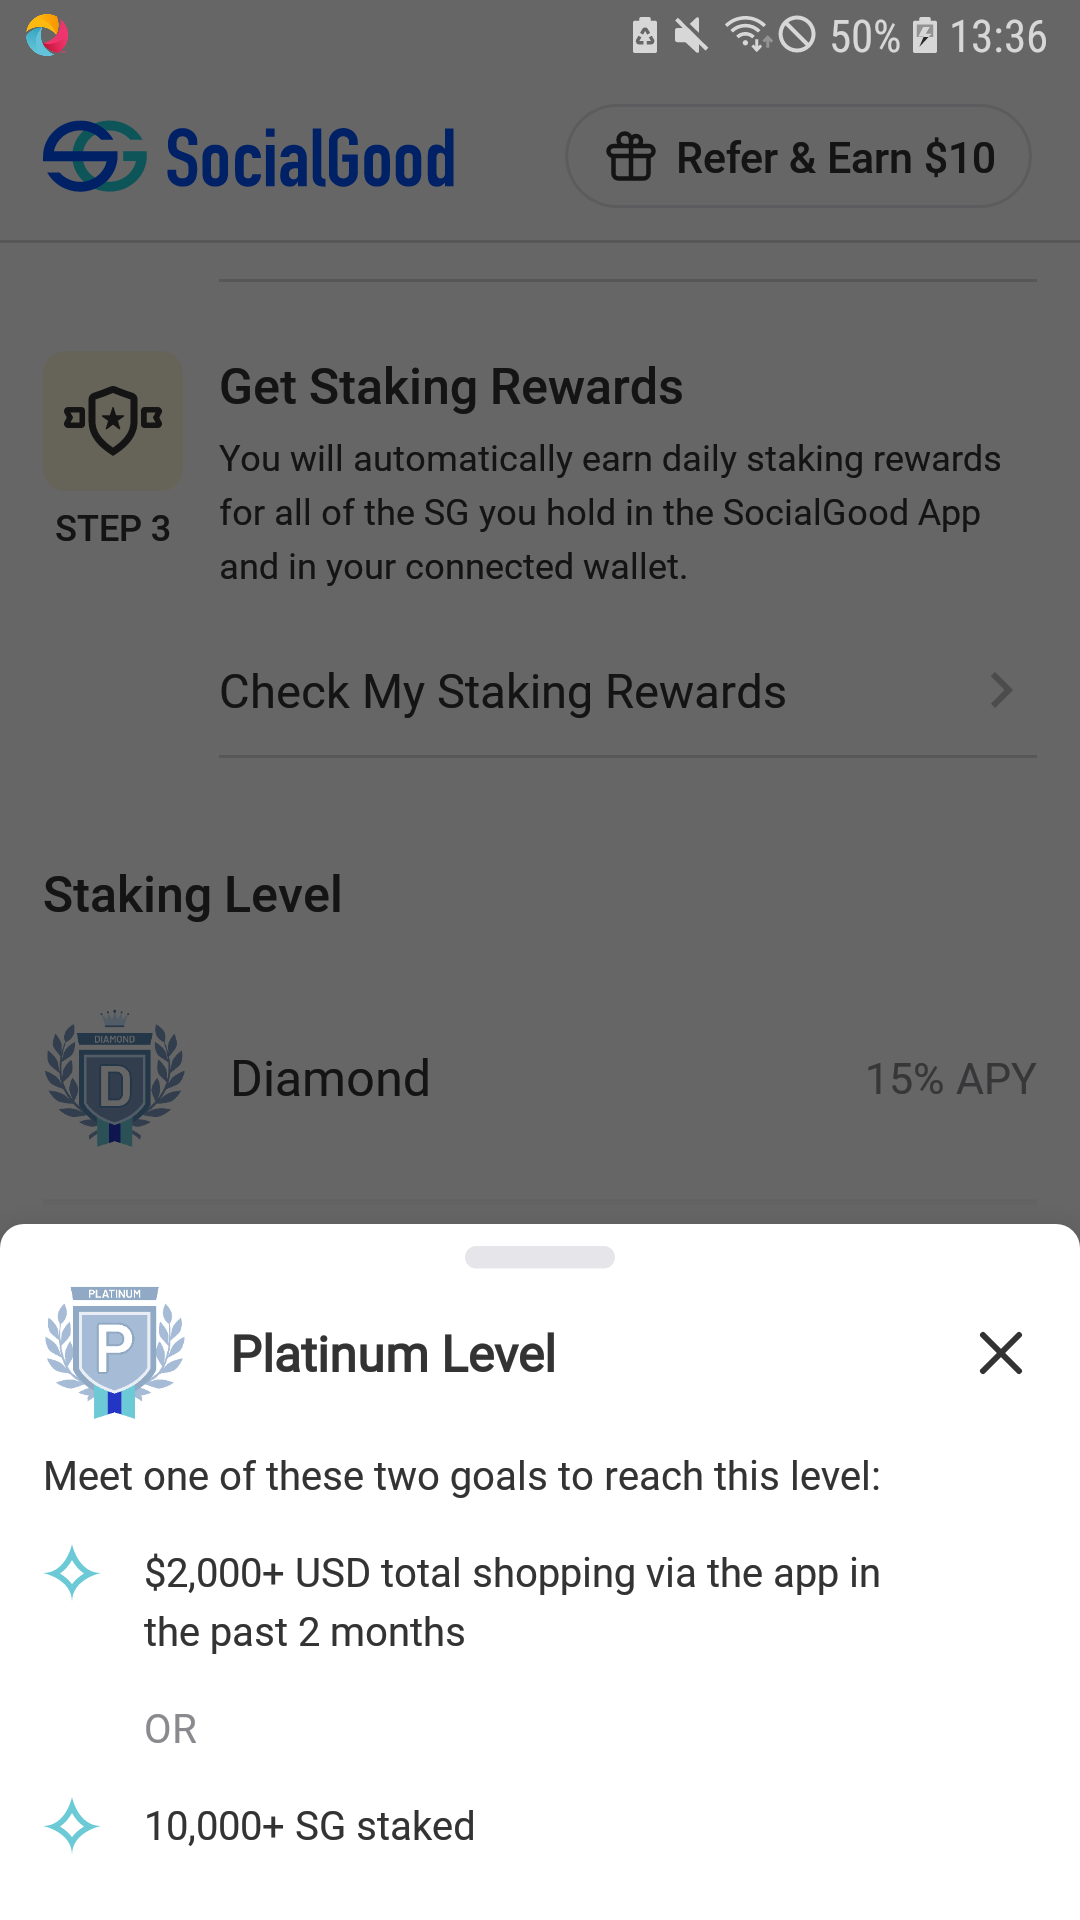 50% 13:36
SG SocialGood
Refer & Earn $10
Get Staking Rewards
You will automatically earn daily staking rewards
for all of the SG you hold in the SocialGood App
and in your connected wallet.
STEP 3
Check My Staking Rewards
Staking Level
DIAMOND
D
Diamond
15% APY
PLATINUM
P
Platinum Level
Meet one of these two goals to reach this level:
$2,000+ USD total shopping via the app in
the past 2 months
OR
10,000+ SG staked